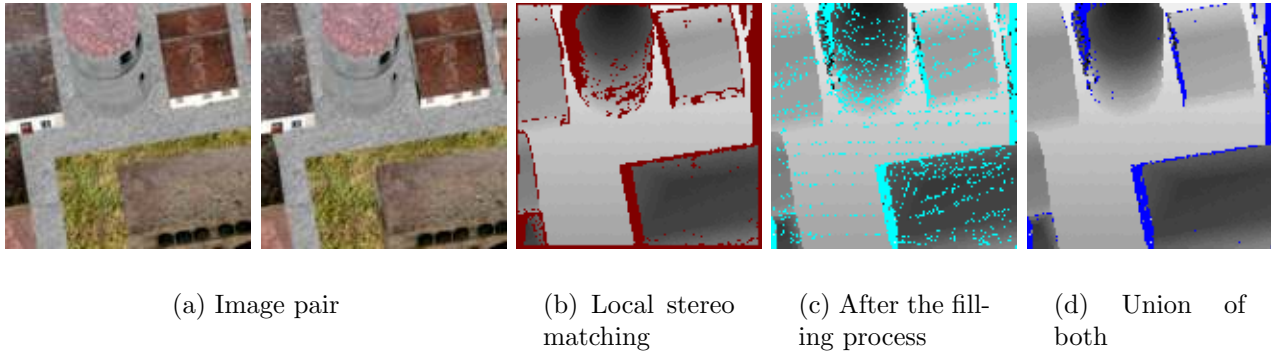 (a) Image pair
(b) Local stereo
matching
(c) After the fill-
ing process
(d) Union of
both